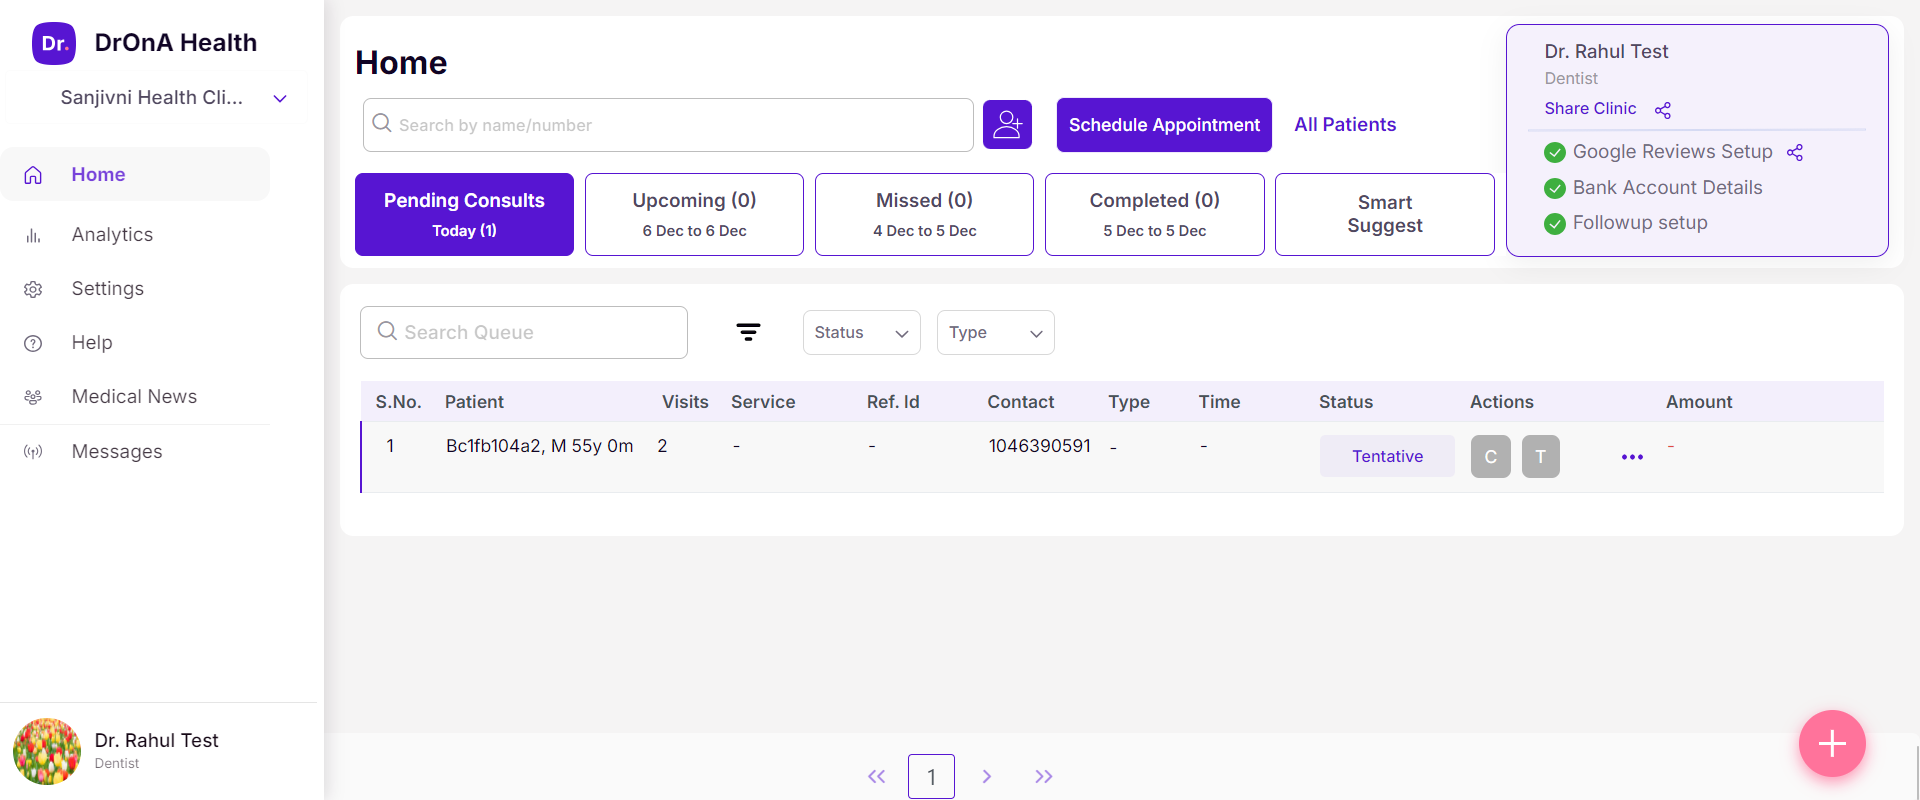 Dr.
DrOnA Health
Sanjivni Health Cli...
Home
Analytics
Settings
Help
Medical News
Messages
Dr. Rahul Test
Dentist
Home
Search by name/number
Schedule Appointment
All Patients
Pending Consults
Today (1)
Upcoming (0)
6 Dec to 6 Dec
Missed (0)
4 Dec to 5 Dec
Completed (0)
5 Dec to 5 Dec
Smart
Suggest
Dr. Rahul Test
Dentist
Share Clinic
Google Reviews Setup
Bank Account Details
Followup setup
Search Queue
Status
Type
S.No. Patient Visits Service Ref. Id Contact Type Time Status Actions Amount
1 Bc1fb104a2, M 55y 0m 2 - - 1046390591 - - Tentative C T ••• -
1